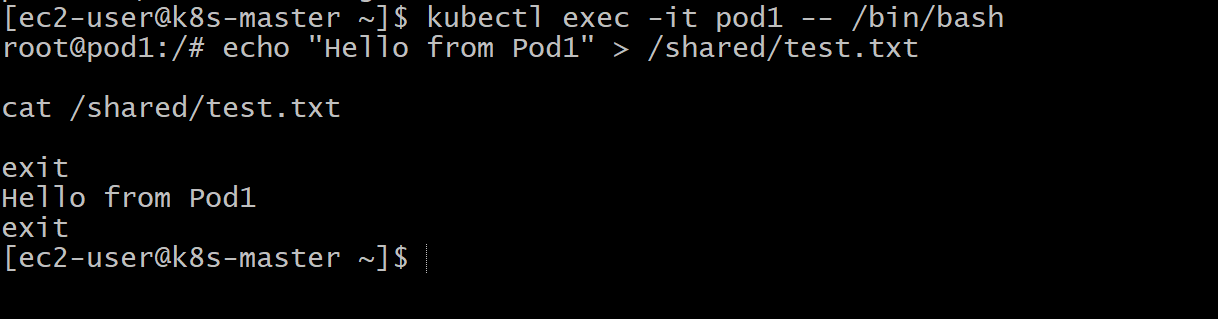 [ec2-user@k8s-master ~]$ kubectl exec -it pod1 -- /bin/bash
root@pod1:/# echo "Hello from Pod1" > /shared/test.txt
cat /shared/test.txt
exit
Hello from Pod1
exit
[ec2-user@k8s-master ~]$